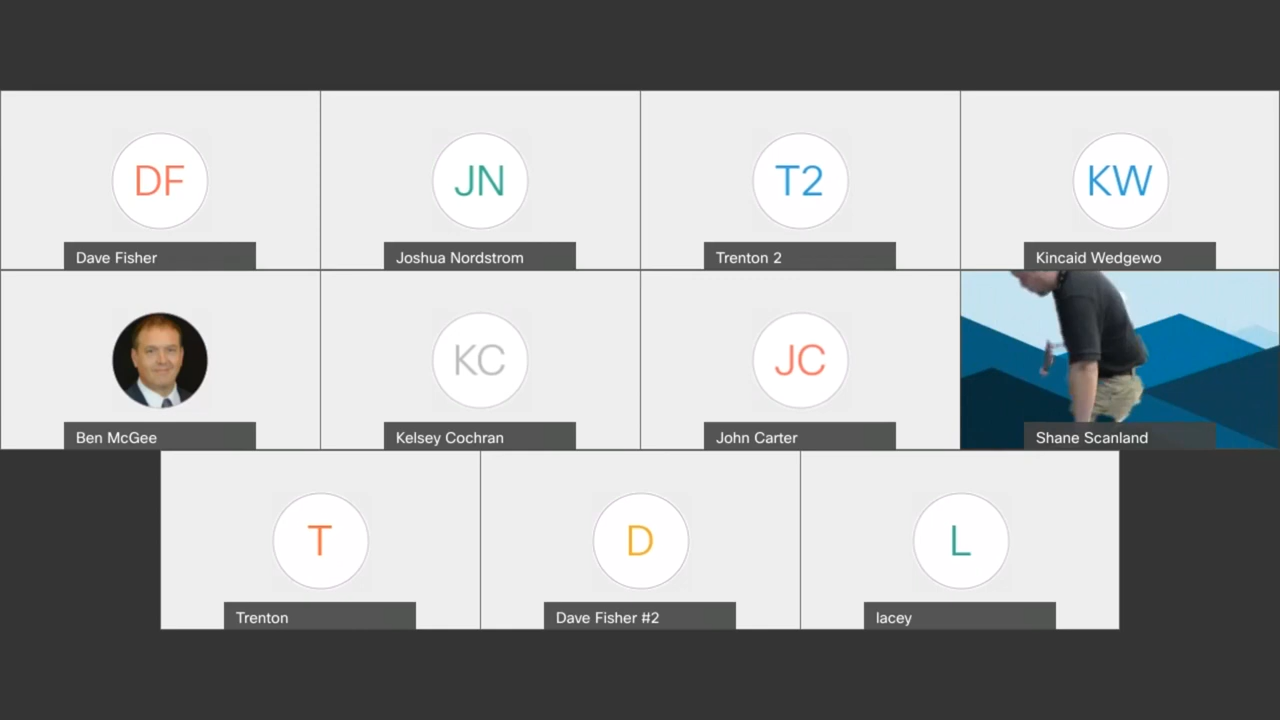 DF
JN
T2
KW
Dave Fisher
Joshua Nordstrom
Trenton 2
Kincaid Wedgewo
KC
JC
Ben McGee
Kelsey Cochran
John Carter
Shane Scanland
T
D
L
Trenton
Dave Fisher #2
lacey